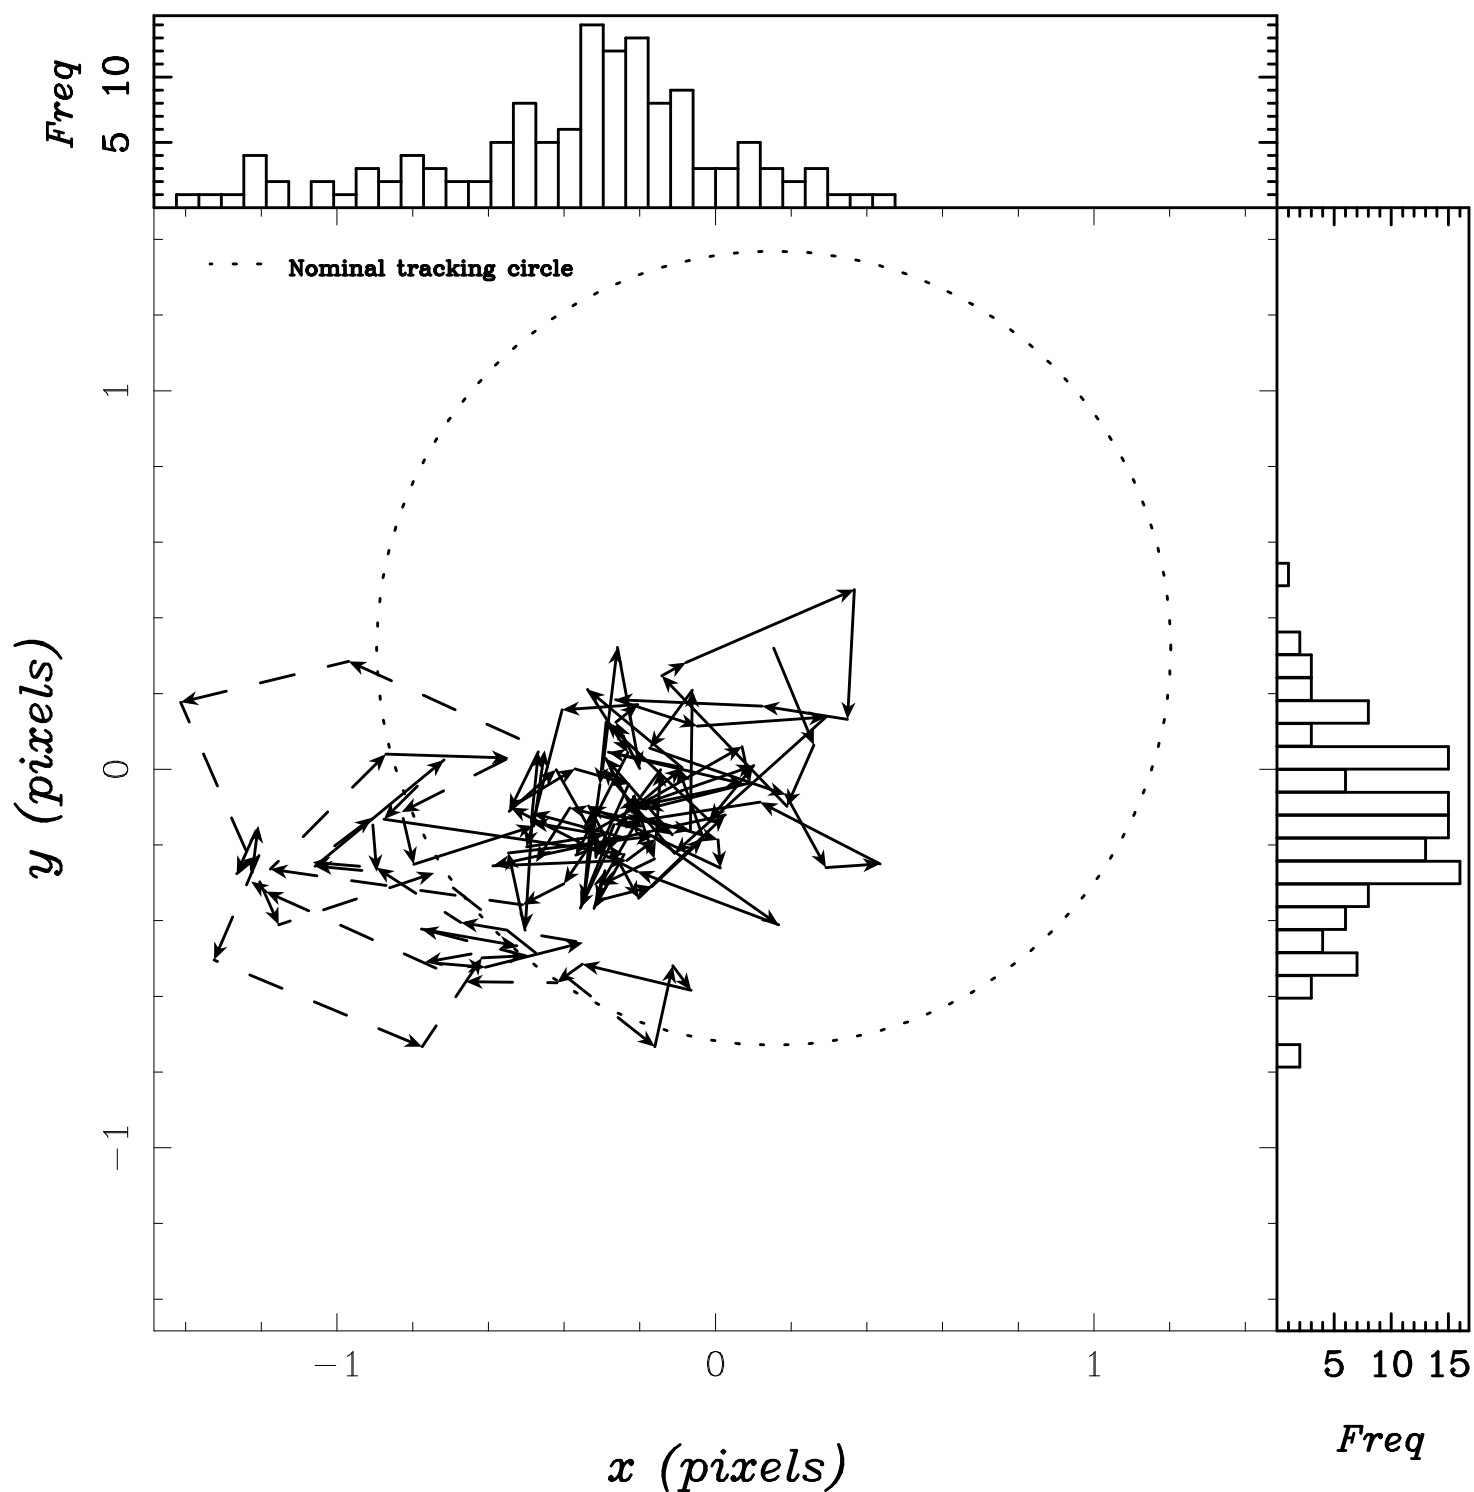 Freq
5 10
Nominal tracking circle
y (pixels)
1
0
−1
−1 0 1
x (pixels)
5 10 15
Freq